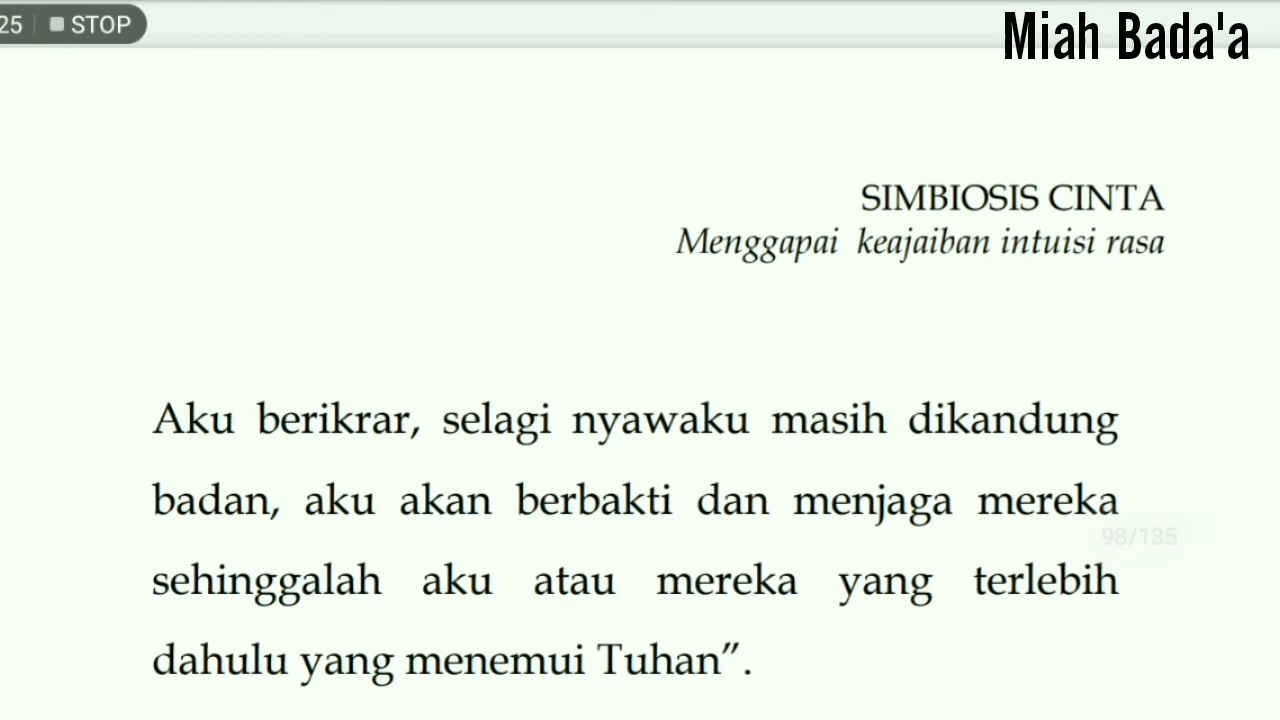 25 STOP
Miah Bada'a
SIMBIOSIS CINTA
Menggapai keajaiban intuisi rasa
Aku berikrar, selagi nyawaku masih dikandung
badan, aku akan berbakti dan menjaga mereka
98/135
sehinggalah aku atau mereka yang terlebih
dahulu yang menemui Tuhan”.